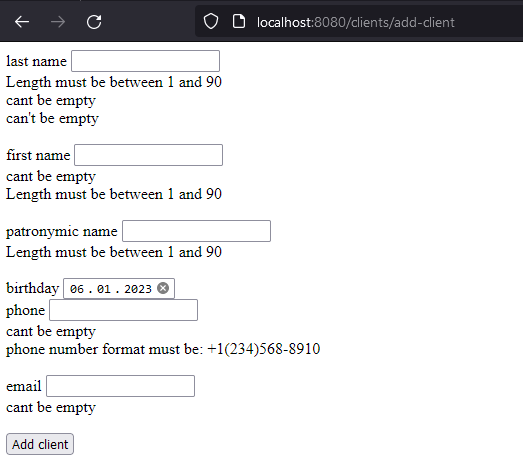 localhost:8080/clients/add-client
last name
Length must be between 1 and 90
cant be empty
can't be empty
first name
cant be empty
Length must be between 1 and 90
patronymic name
Length must be between 1 and 90
birthday 06.01.2023
phone
cant be empty
phone number format must be: +1(234)568-8910
email
cant be empty
Add client